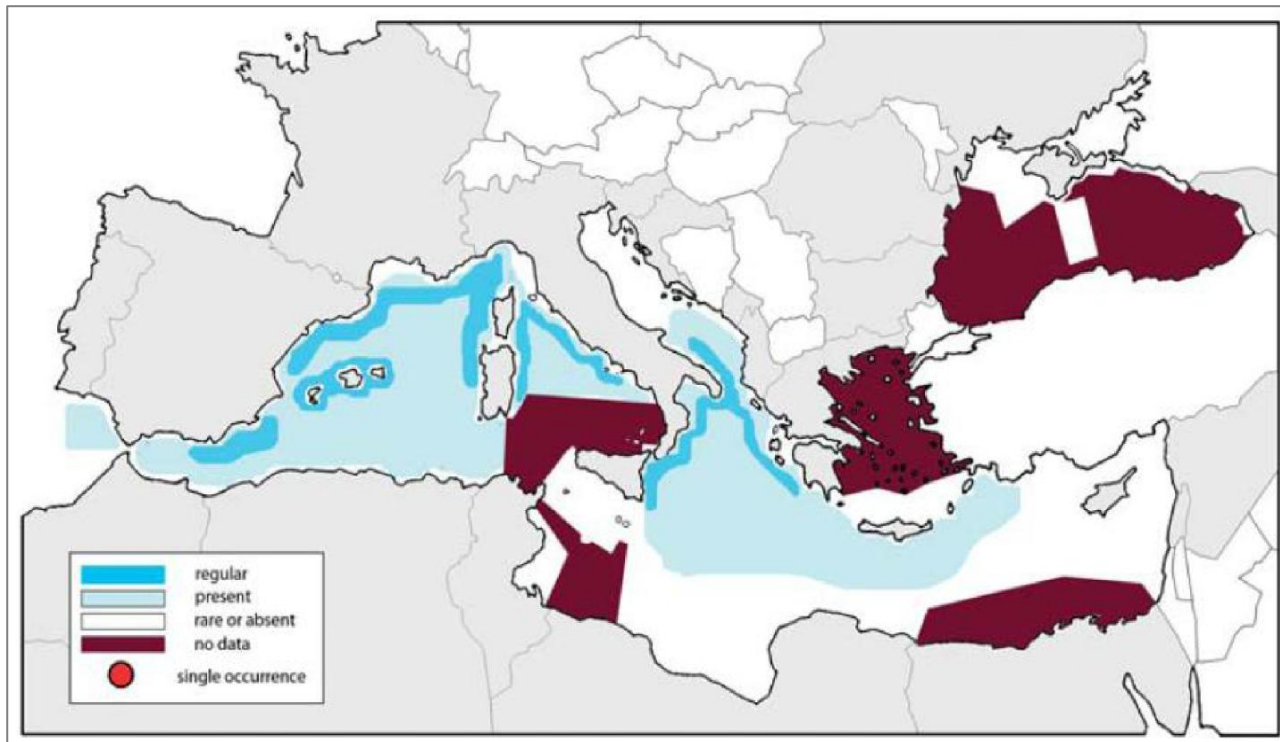 regular
present
rare or absent
no data
single occurrence